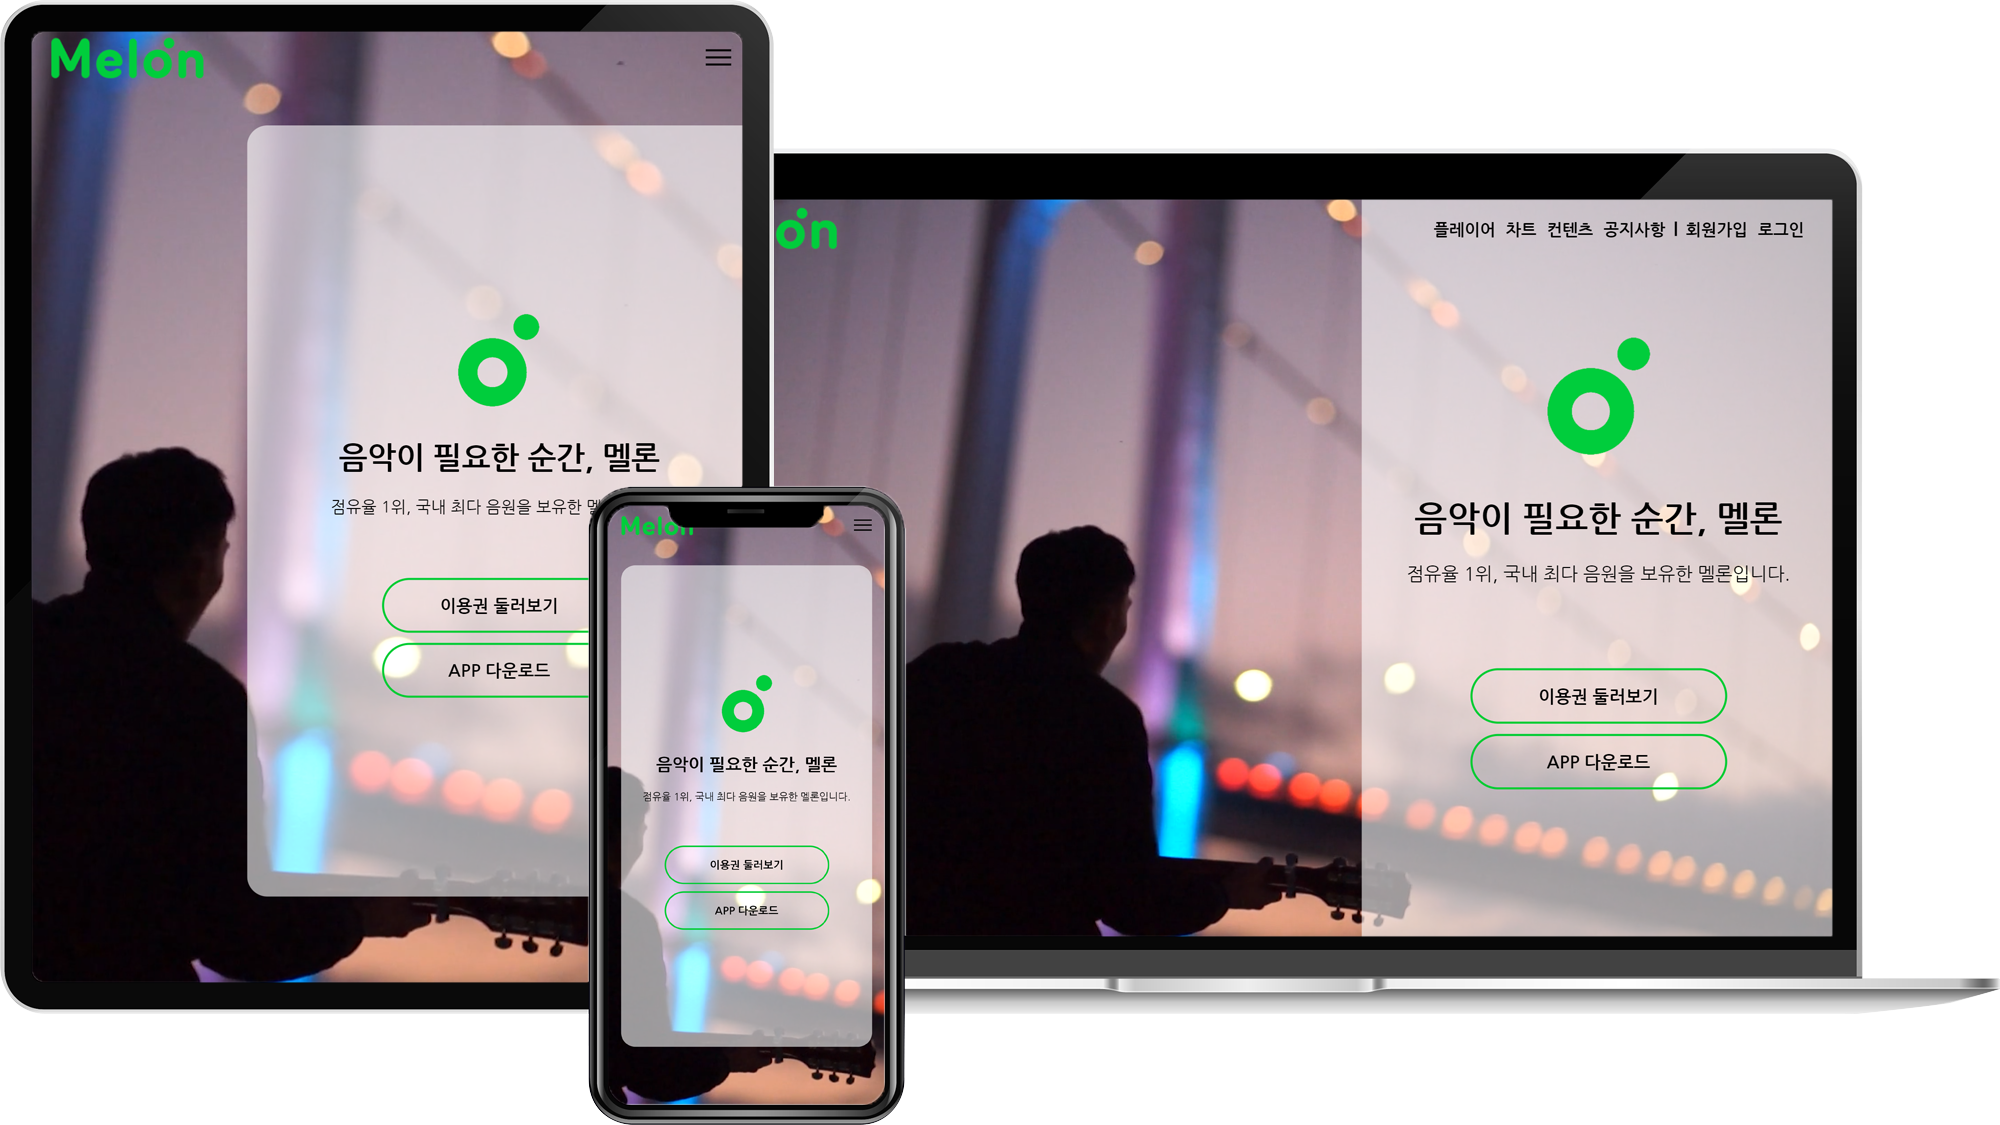 Melon
음악이 필요한 순간, 멜론
점유율 1위, 국내 최다 음원을 보유한
이용권 둘러보기
APP 다운로드
Melon
음악이 필요한 순간, 멜론
점유율 1위, 국내 최다 음원을 보유한 멜론입니다.
이용권 둘러보기
APP 다운로드
on
플레이어 차트 컨텐츠 공지사항 | 회원가입 로그인
음악이 필요한 순간, 멜론
점유율 1위, 국내 최다 음원을 보유한 멜론입니다.
이용권 둘러보기
APP 다운로드